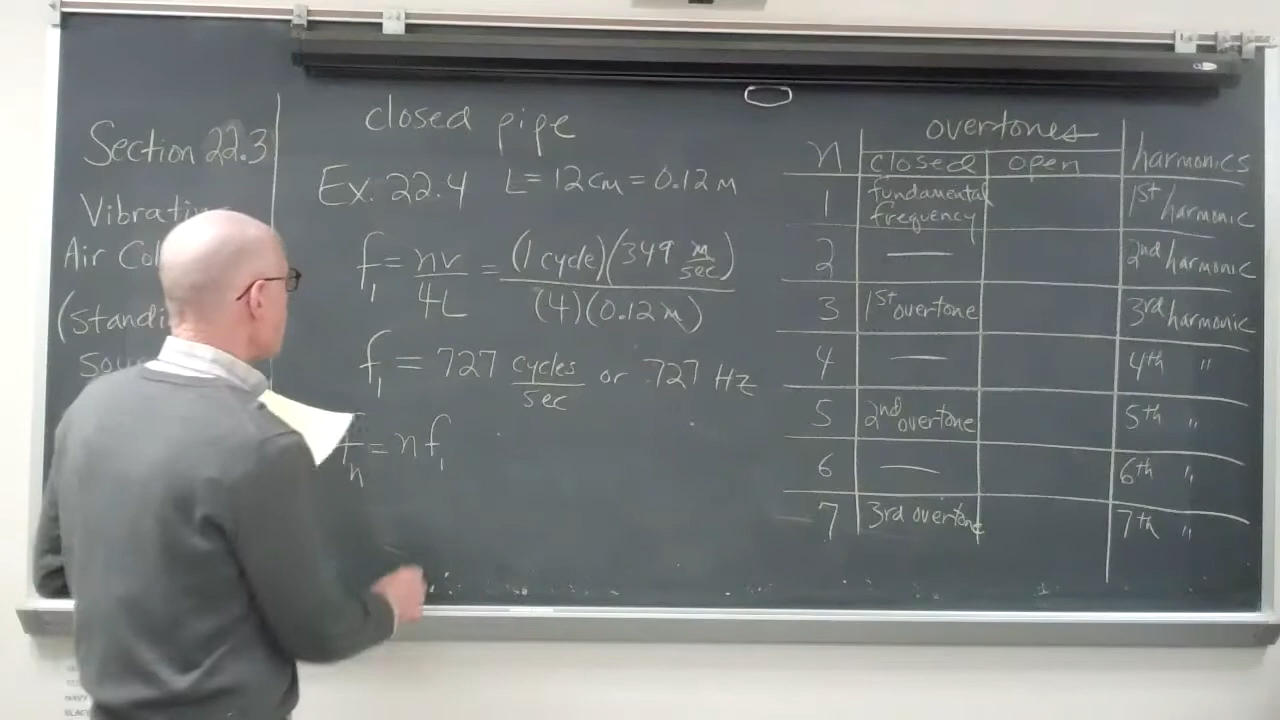 Section 22.3
Vibratin
Air Col
(Standi
sou
closed pipe
Ex. 22.4 L = 12 cm = 0.12 m
f₁ = nv/4L = (1 cycle)(349 m/sec)/(4)(0.12 m)
f₁ = 727 cycles/sec or 727 Hz
fₙ = n f₁
overtones
n closed open harmonics
1 fundamental frequency 1st harmonic
2 — 2nd harmonic
3 1st overtone 3rd harmonic
4 — 4th "
5 2nd overtone 5th "
6 — 6th "
7 3rd overtone 7th "